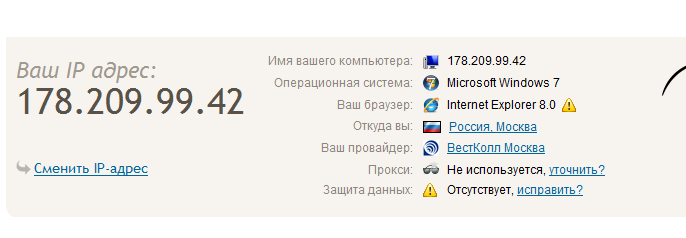 Ваш IP адрес:
178.209.99.42
Сменить IP-адрес
Имя вашего компьютера: 178.209.99.42
Операционная система: Microsoft Windows 7
Ваш браузер: Internet Explorer 8.0
Откуда вы: Россия, Москва
Ваш провайдер: ВестКолл Москва
Прокси: Не используется, уточнить?
Защита данных: Отсутствует, исправить?